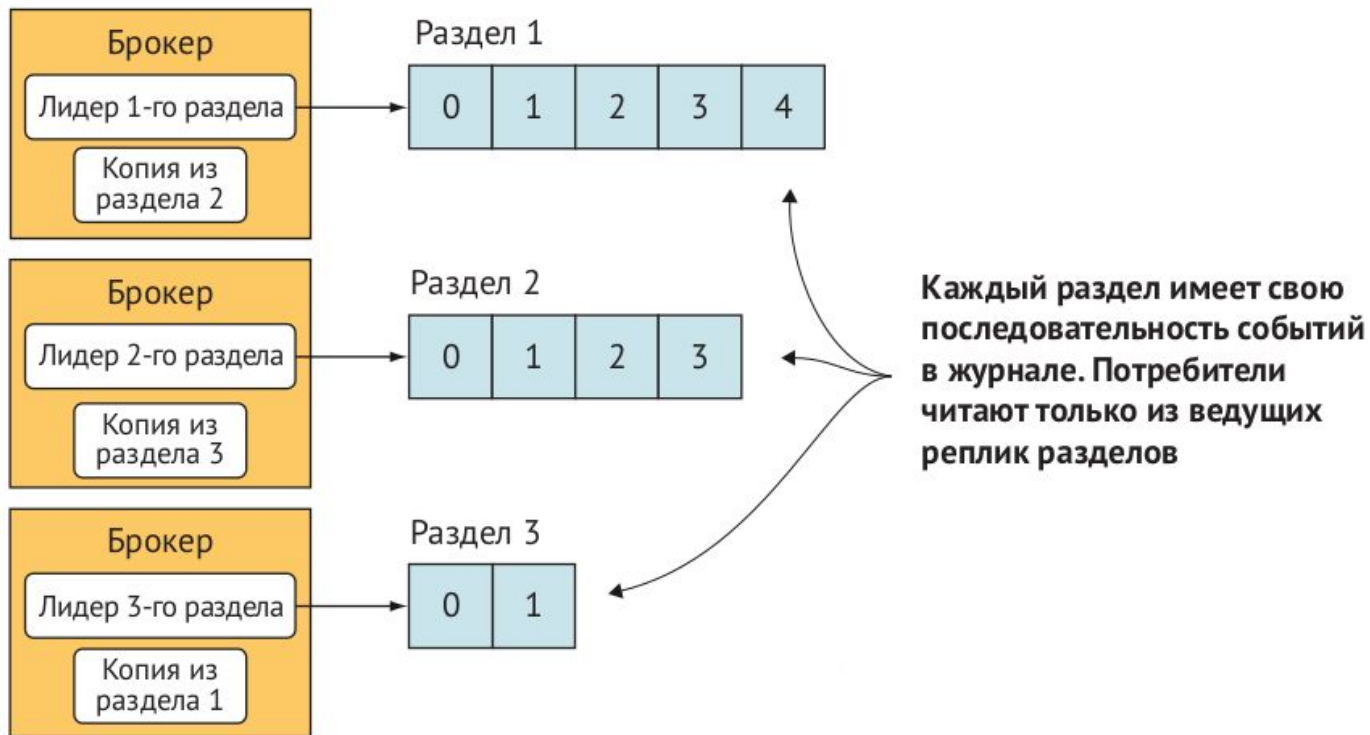 Брокер
Лидер 1-го раздела
Копия из
раздела 2
Раздел 1
0 1 2 3 4
Брокер
Лидер 2-го раздела
Копия из
раздела 3
Раздел 2
0 1 2 3
Брокер
Лидер 3-го раздела
Копия из
раздела 1
Раздел 3
0 1
Каждый раздел имеет свою
последовательность событий
в журнале. Потребители
читают только из ведущих
реплик разделов